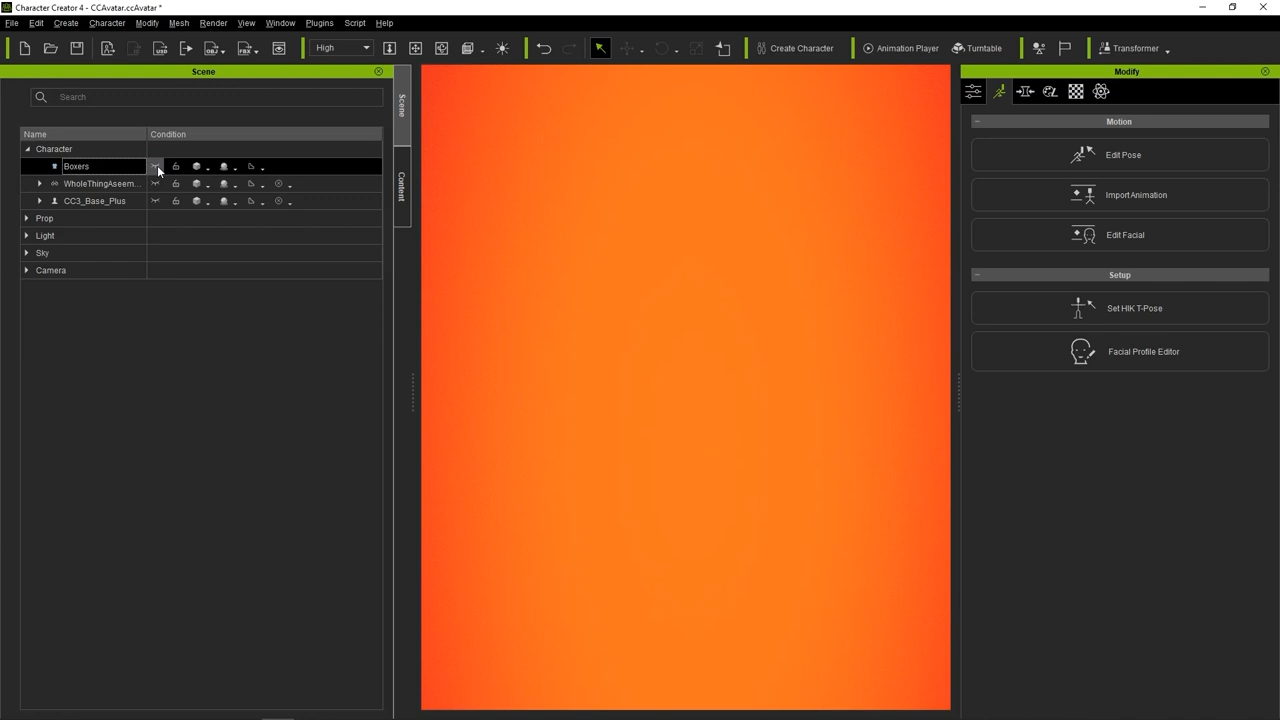 Character Creator 4 - CCAvatar.ccAvatar *
File Edit Create Character Modify Mesh Render View Window Plugins Script Help
High Create Character Animation Player Turntable Transformer
Scene
Search
Name Condition
Character
Boxers
WholeThingAseem...
CC3_Base_Plus
Prop
Light
Sky
Camera
Scene
Content
Modify
Motion
Edit Pose
Import Animation
Edit Facial
Setup
Set HIK T-Pose
Facial Profile Editor